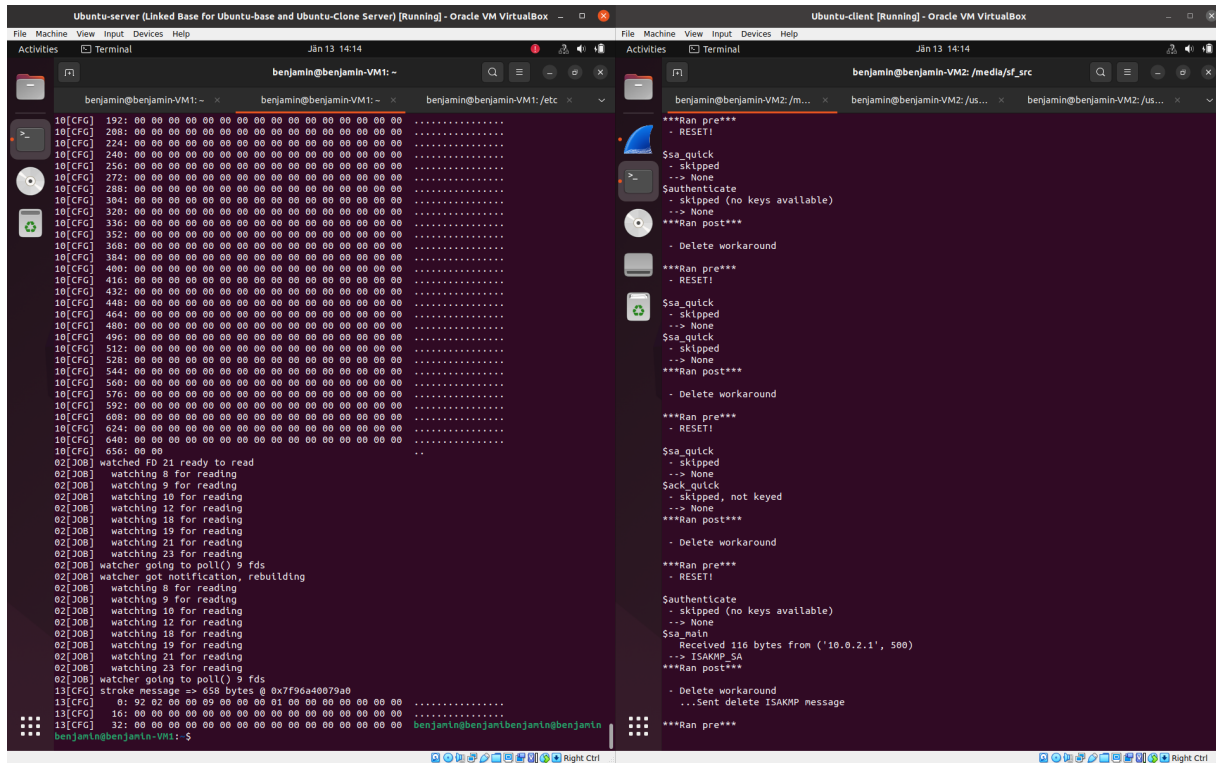 Ubuntu-server (Linked Base for Ubuntu-base and Ubuntu-Clone Server) [Running] - Oracle VM VirtualBox
File Machine View Input Devices Help
Activities Terminal Jän 13 14:14
benjamin@benjamin-VM1: ~
benjamin@benjamin-VM1: ~ benjamin@benjamin-VM1: ~ benjamin@benjamin-VM1: /etc
10[CFG] 192: 00 00 00 00 00 00 00 00 00 00 00 00 00 00 00 00 ................
10[CFG] 208: 00 00 00 00 00 00 00 00 00 00 00 00 00 00 00 00 ................
10[CFG] 224: 00 00 00 00 00 00 00 00 00 00 00 00 00 00 00 00 ................
10[CFG] 240: 00 00 00 00 00 00 00 00 00 00 00 00 00 00 00 00 ................
10[CFG] 256: 00 00 00 00 00 00 00 00 00 00 00 00 00 00 00 00 ................
10[CFG] 272: 00 00 00 00 00 00 00 00 00 00 00 00 00 00 00 00 ................
10[CFG] 288: 00 00 00 00 00 00 00 00 00 00 00 00 00 00 00 00 ................
10[CFG] 304: 00 00 00 00 00 00 00 00 00 00 00 00 00 00 00 00 ................
10[CFG] 320: 00 00 00 00 00 00 00 00 00 00 00 00 00 00 00 00 ................
10[CFG] 336: 00 00 00 00 00 00 00 00 00 00 00 00 00 00 00 00 ................
10[CFG] 352: 00 00 00 00 00 00 00 00 00 00 00 00 00 00 00 00 ................
10[CFG] 368: 00 00 00 00 00 00 00 00 00 00 00 00 00 00 00 00 ................
10[CFG] 384: 00 00 00 00 00 00 00 00 00 00 00 00 00 00 00 00 ................
10[CFG] 400: 00 00 00 00 00 00 00 00 00 00 00 00 00 00 00 00 ................
10[CFG] 416: 00 00 00 00 00 00 00 00 00 00 00 00 00 00 00 00 ................
10[CFG] 432: 00 00 00 00 00 00 00 00 00 00 00 00 00 00 00 00 ................
10[CFG] 448: 00 00 00 00 00 00 00 00 00 00 00 00 00 00 00 00 ................
10[CFG] 464: 00 00 00 00 00 00 00 00 00 00 00 00 00 00 00 00 ................
10[CFG] 480: 00 00 00 00 00 00 00 00 00 00 00 00 00 00 00 00 ................
10[CFG] 496: 00 00 00 00 00 00 00 00 00 00 00 00 00 00 00 00 ................
10[CFG] 512: 00 00 00 00 00 00 00 00 00 00 00 00 00 00 00 00 ................
10[CFG] 528: 00 00 00 00 00 00 00 00 00 00 00 00 00 00 00 00 ................
10[CFG] 544: 00 00 00 00 00 00 00 00 00 00 00 00 00 00 00 00 ................
10[CFG] 560: 00 00 00 00 00 00 00 00 00 00 00 00 00 00 00 00 ................
10[CFG] 576: 00 00 00 00 00 00 00 00 00 00 00 00 00 00 00 00 ................
10[CFG] 592: 00 00 00 00 00 00 00 00 00 00 00 00 00 00 00 00 ................
10[CFG] 608: 00 00 00 00 00 00 00 00 00 00 00 00 00 00 00 00 ................
10[CFG] 624: 00 00 00 00 00 00 00 00 00 00 00 00 00 00 00 00 ................
10[CFG] 640: 00 00 00 00 00 00 00 00 00 00 00 00 00 00 00 00 ................
10[CFG] 656: 00 00 ..
02[JOB] watched FD 21 ready to read
02[JOB] watching 8 for reading
02[JOB] watching 9 for reading
02[JOB] watching 10 for reading
02[JOB] watching 12 for reading
02[JOB] watching 18 for reading
02[JOB] watching 19 for reading
02[JOB] watching 21 for reading
02[JOB] watching 23 for reading
02[JOB] watcher going to poll() 9 fds
02[JOB] watcher got notification, rebuilding
02[JOB] watching 8 for reading
02[JOB] watching 9 for reading
02[JOB] watching 10 for reading
02[JOB] watching 12 for reading
02[JOB] watching 18 for reading
02[JOB] watching 19 for reading
02[JOB] watching 21 for reading
02[JOB] watching 23 for reading
02[JOB] watcher going to poll() 9 fds
13[CFG] stroke message => 658 bytes @ 0x7f96a40079a0
13[CFG] 0: 92 02 00 00 09 00 00 00 01 00 00 00 00 00 00 00 ................
13[CFG] 16: 00 00 00 00 00 00 00 00 00 00 00 00 00 00 00 00 ................
13[CFG] 32: 00 00 00 00 00 00 00 00 00 00 00 00 00 00 00 00 benjamin@benjamibenjamin@benjamin
benjamin@benjamin-VM1:~$
Right Ctrl
Ubuntu-client [Running] - Oracle VM VirtualBox
File Machine View Input Devices Help
Activities Terminal Jän 13 14:14
benjamin@benjamin-VM2: /media/sf_src
benjamin@benjamin-VM2: /m... benjamin@benjamin-VM2: /us... benjamin@benjamin-VM2: /us...
***Ran pre***
- RESET!
$sa_quick
- skipped
--> None
$authenticate
- skipped (no keys available)
--> None
***Ran post***
- Delete workaround
***Ran pre***
- RESET!
$sa_quick
- skipped
--> None
$sa_quick
- skipped
--> None
***Ran post***
- Delete workaround
***Ran pre***
- RESET!
$sa_quick
- skipped
--> None
$ack_quick
- skipped, not keyed
--> None
***Ran post***
- Delete workaround
***Ran pre***
- RESET!
$authenticate
- skipped (no keys available)
--> None
$sa_main
Received 116 bytes from ('10.0.2.1', 500)
--> ISAKMP_SA
***Ran post***
- Delete workaround
...Sent delete ISAKMP message
***Ran pre***
Right Ctrl